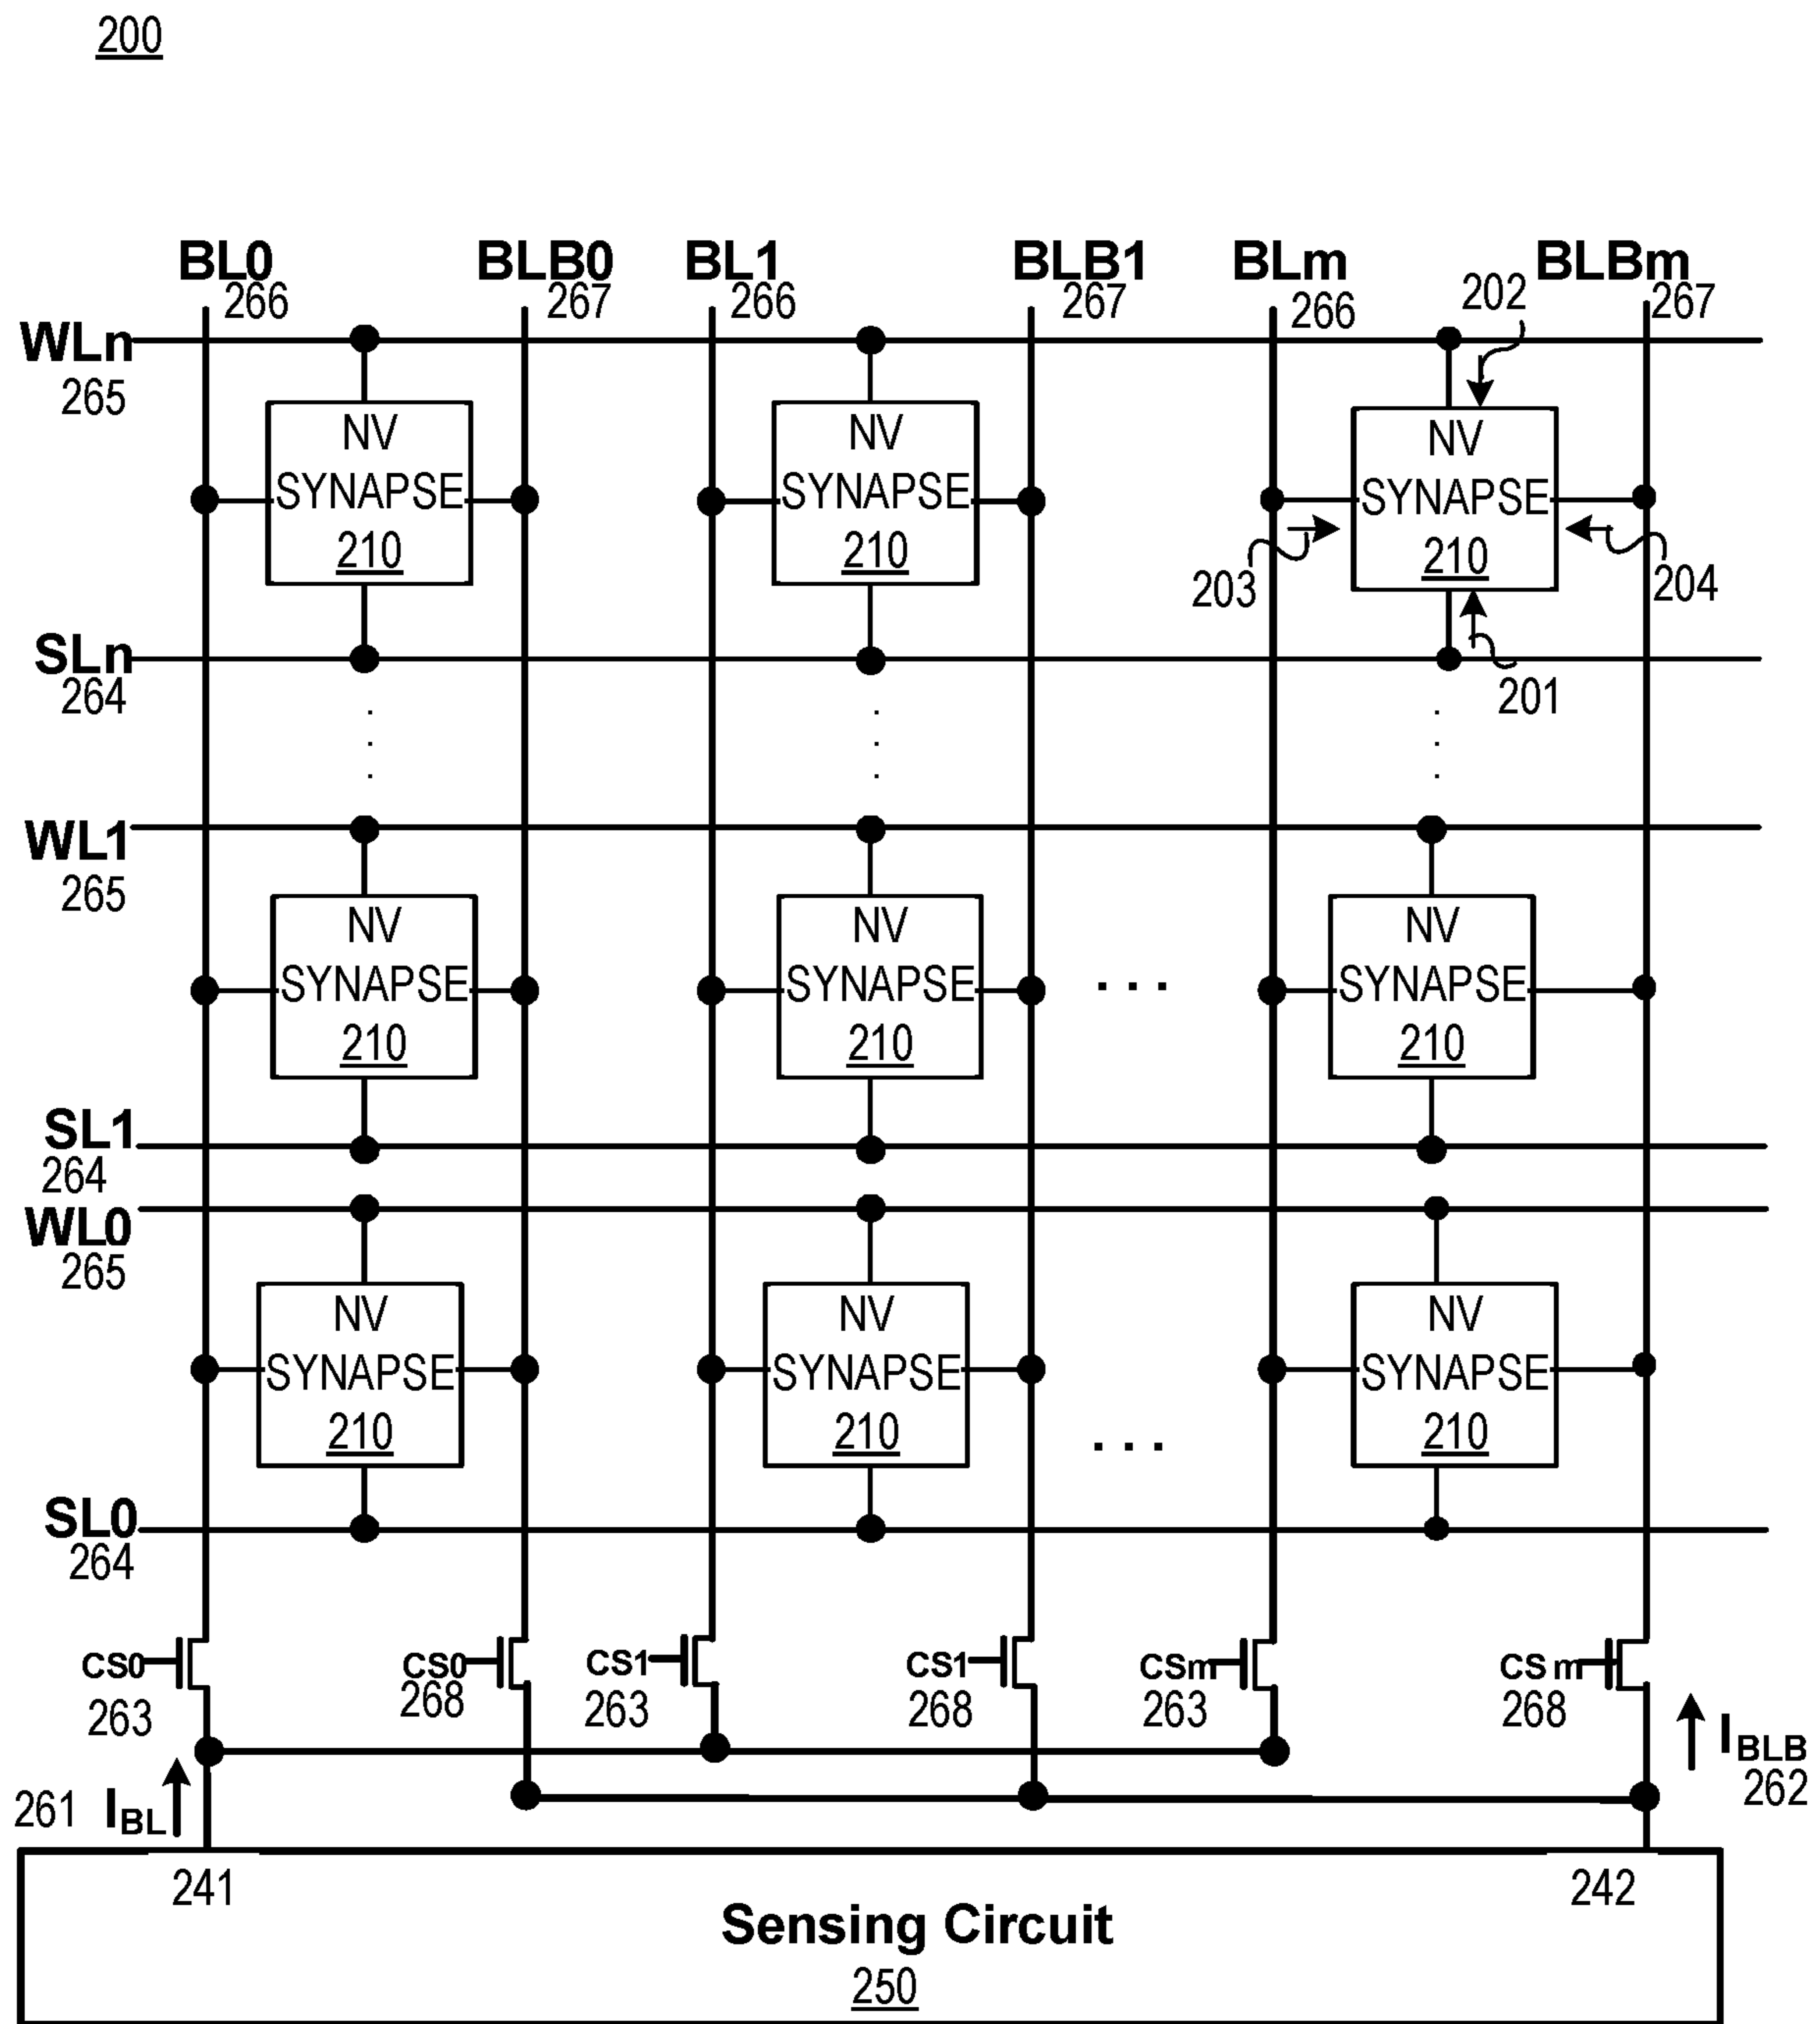 200
BL0 BLB0 BL1 BLB1 BLm BLBm
266 267 266 267 266 202 267
WLn
265
NV NV NV
SYNAPSE SYNAPSE SYNAPSE
210 210 210
203 204
SLn
264 201
. . .
. . .
. . .
WL1
265
NV NV NV
SYNAPSE SYNAPSE ... SYNAPSE
210 210 210
SL1
264
WL0
265
NV NV NV
SYNAPSE SYNAPSE SYNAPSE
210 210 ... 210
SL0
264
CS0 CS0 CS1 CS1 CSm CS m
263 268 263 268 263 268
261 IBL IBLB
262
241 242
Sensing Circuit
250